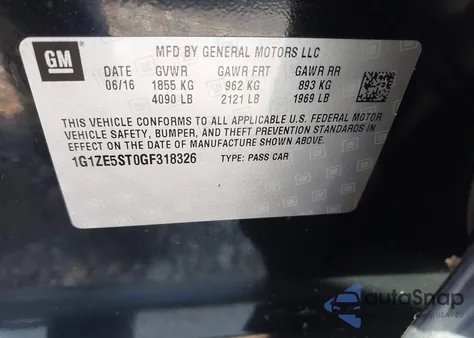 GM
MFD BY GENERAL MOTORS LLC
DATE GVWR GAWR FRT GAWR RR
06/16 1855 KG 962 KG 893 KG
4090 LB 2121 LB 1969 LB
THIS VEHICLE CONFORMS TO ALL APPLICABLE U.S. FEDERAL MOTOR
VEHICLE SAFETY, BUMPER, AND THEFT PREVENTION STANDARDS IN
EFFECT ON THE DATE OF MANUFACTURE SHOWN ABOVE.
1G1ZE5ST0GF318326 TYPE: PASS CAR
autoSnap